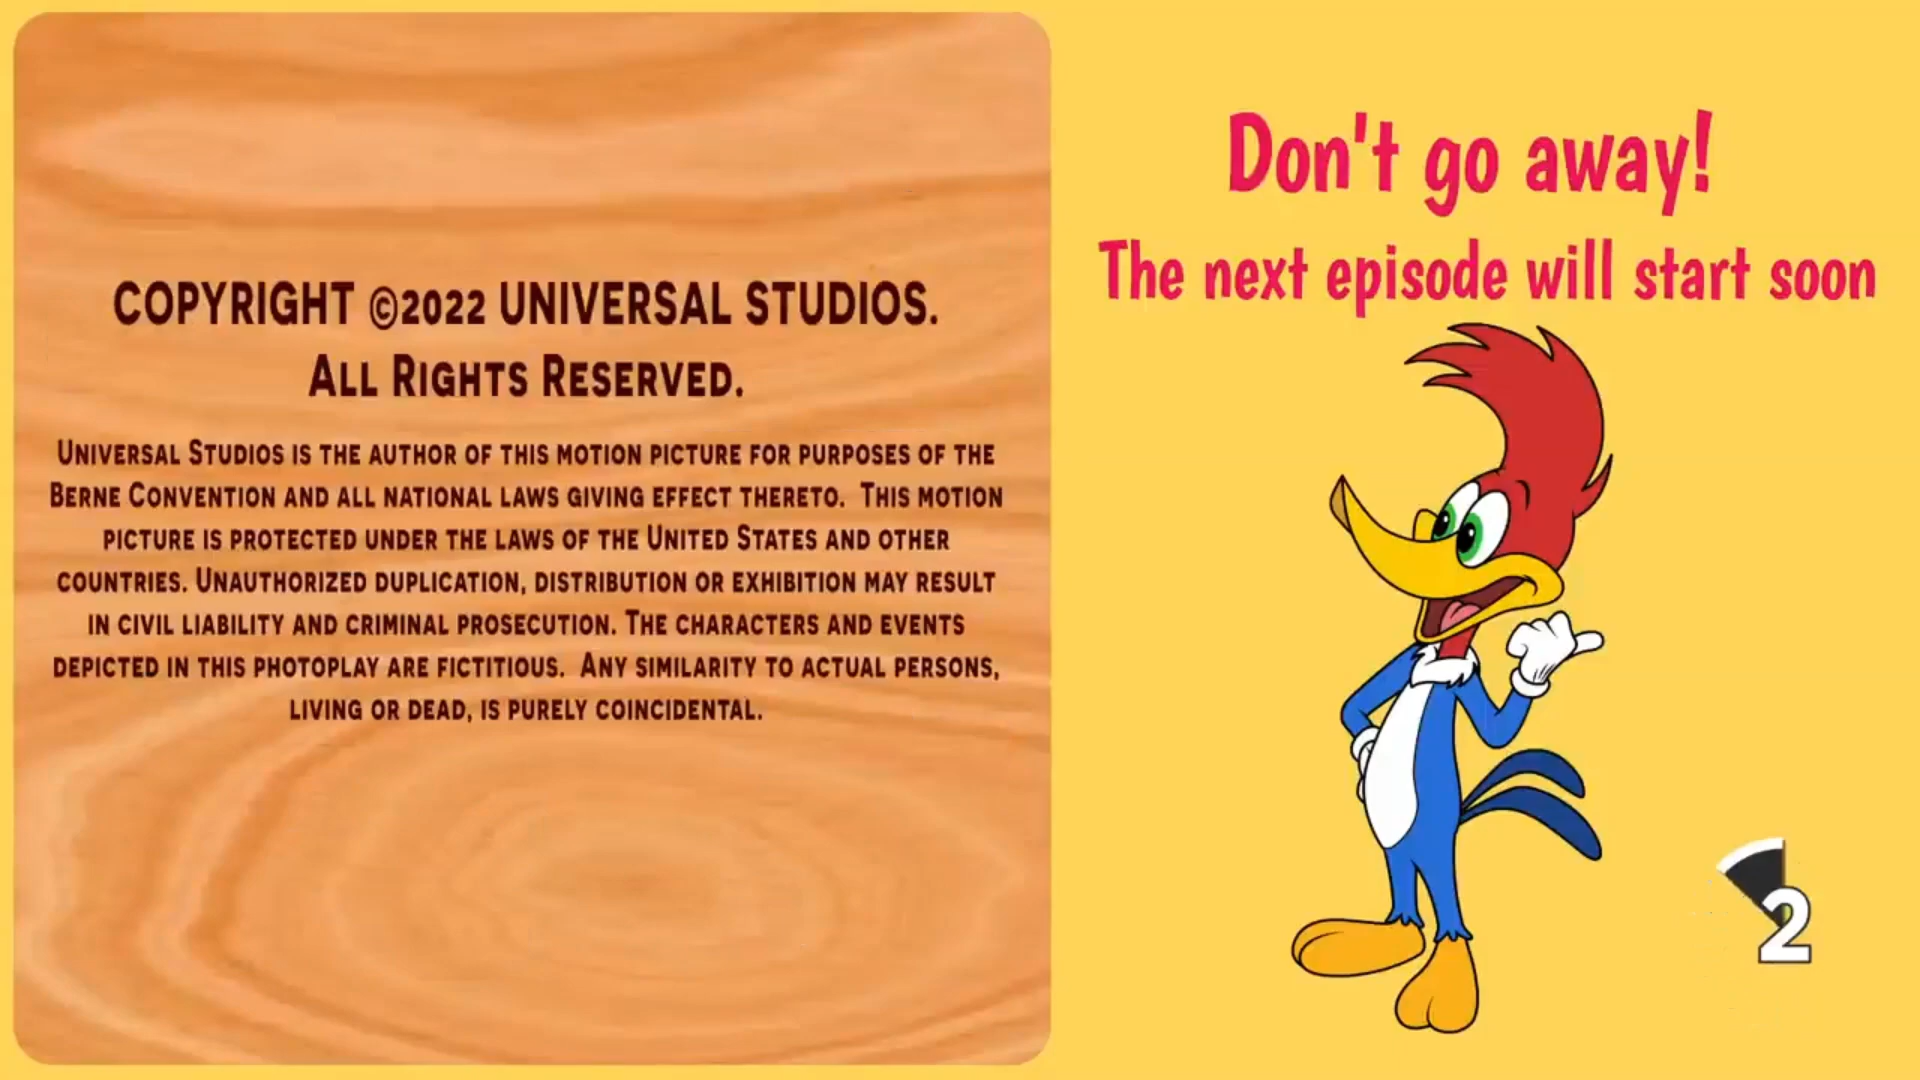 COPYRIGHT ©2022 UNIVERSAL STUDIOS.
ALL RIGHTS RESERVED.
UNIVERSAL STUDIOS IS THE AUTHOR OF THIS MOTION PICTURE FOR PURPOSES OF THE
BERNE CONVENTION AND ALL NATIONAL LAWS GIVING EFFECT THERETO. THIS MOTION
PICTURE IS PROTECTED UNDER THE LAWS OF THE UNITED STATES AND OTHER
COUNTRIES. UNAUTHORIZED DUPLICATION, DISTRIBUTION OR EXHIBITION MAY RESULT
IN CIVIL LIABILITY AND CRIMINAL PROSECUTION. THE CHARACTERS AND EVENTS
DEPICTED IN THIS PHOTOPLAY ARE FICTITIOUS. ANY SIMILARITY TO ACTUAL PERSONS,
LIVING OR DEAD, IS PURELY COINCIDENTAL.
Don't go away!
The next episode will start soon
2